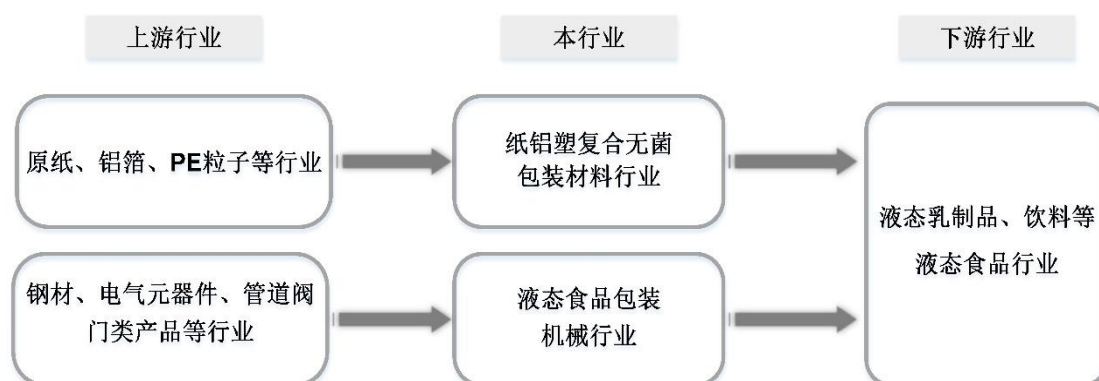 上游行业
本行业
下游行业
原纸、铝箔、PE粒子等行业
纸铝塑复合无菌
包装材料行业
液态乳制品、饮料等
液态食品行业
钢材、电气元器件、管道阀
门类产品等行业
液态食品包装
机械行业